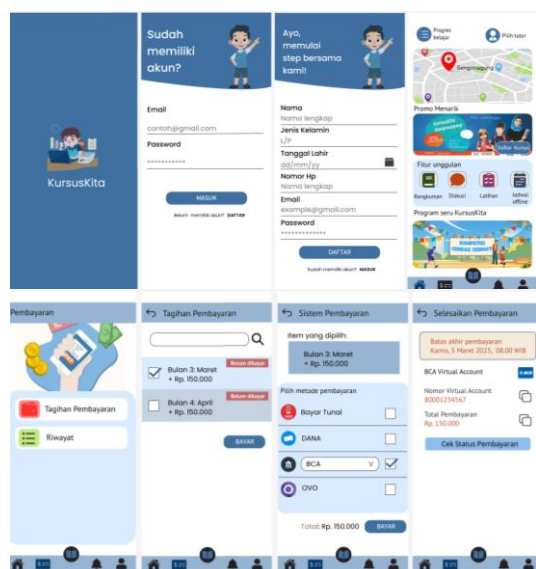 KursusKita
Sudah
memiliki
akun?
Email
contoh@gmail.com
Password
***********
MASUK
Belum memiliki akun? DAFTAR
Ayo,
memulai
step bersama
kami!
Nama
Nama lengkap
Jenis Kelamin
L/P
Tanggal Lahir
dd/mm/yy
Nomor Hp
Nama lengkap
Email
example@gmail.com
Password
DAFTAR
Sudah memiliki akun? MASUK
Progres
belajar
Pilih tutor
Promo Menarik
Daftar Kursus
Fitur unggulan
Rangkuman
Diskusi
Latihan
Jadwal
offline
Program seru KursusKita
KOMPETISI
CERDAS CERMAT
Pembayaran
Tagihan Pembayaran
Riwayat
Tagihan Pembayaran
Bulan 3: Maret
+ Rp. 150.000
Belum dibayar
Bulan 4: April
+ Rp. 150.000
Belum dibayar
BAYAR
Sistem Pembayaran
Item yang dipilih:
Bulan 3: Maret
+ Rp. 150.000
Pilih metode pembayaran
Bayar Tunai
DANA
BCA
OVO
Total: Rp. 150.000
BAYAR
Selesaikan Pembayaran
Batas akhir pembayaran
Kamis, 5 Maret 2025, 08.00 WIB
BCA Virtual Account
BCA
Nomor Virtual Account
80001234567
Total Pembayaran
Rp. 150.000
Cek Status Pembayaran